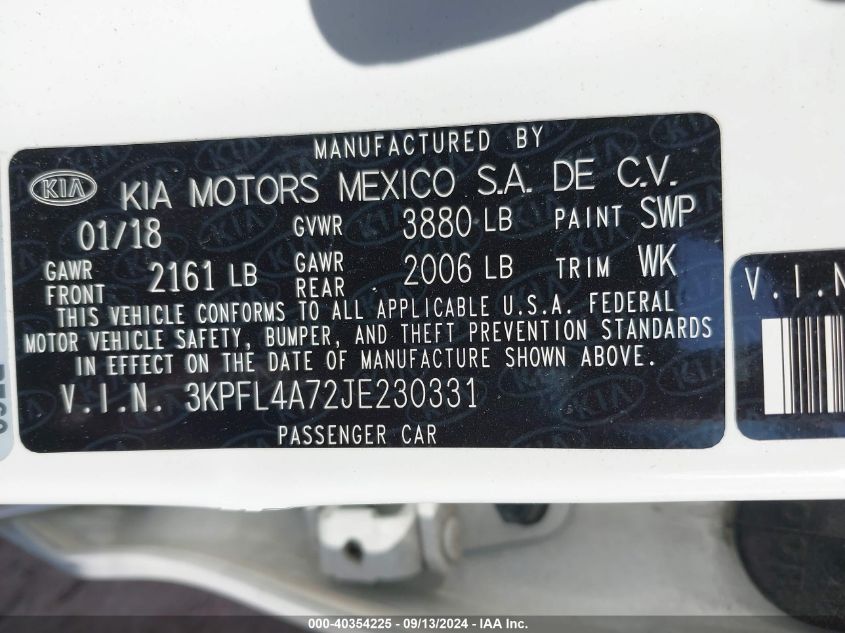 MANUFACTURED BY
KIA KIA MOTORS MEXICO S.A. DE C.V.
01/18 GVWR 3880 LB PAINT SWP
GAWR FRONT 2161 LB GAWR REAR 2006 LB TRIM WK
THIS VEHICLE CONFORMS TO ALL APPLICABLE U.S.A. FEDERAL
MOTOR VEHICLE SAFETY, BUMPER, AND THEFT PREVENTION STANDARDS
IN EFFECT ON THE DATE OF MANUFACTURE SHOWN ABOVE.
V.I.N. 3KPFL4A72JE230331
PASSENGER CAR
V.I.N
000-40354225 - 09/13/2024 - IAA Inc.